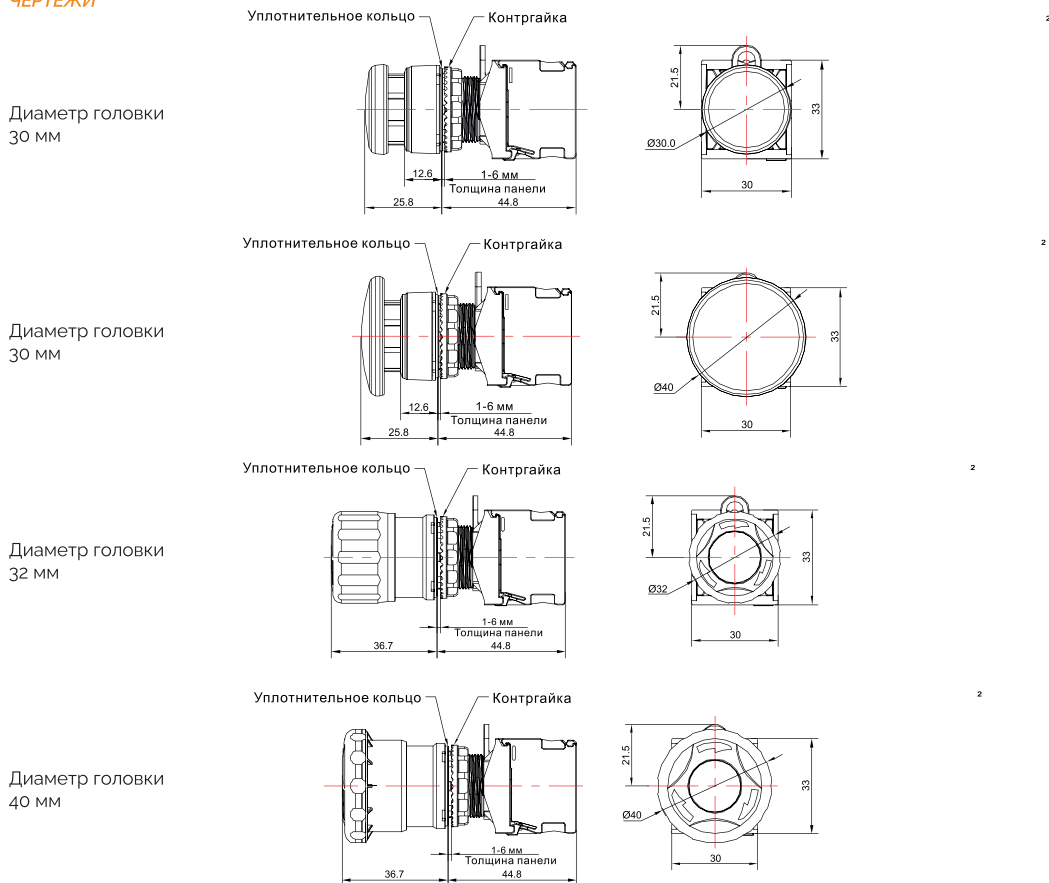 ЧЕРТЕЖИ
Уплотнительное кольцо
Контргайка
2
Диаметр головки
30 мм
21.5
33
Ø30.0
12.6
1-6 мм
Толщина панели
30
25.8
44.8
Уплотнительное кольцо
Контргайка
2
Диаметр головки
30 мм
21.5
33
Ø40
12.6
1-6 мм
Толщина панели
30
25.8
44.8
Уплотнительное кольцо
Контргайка
2
Диаметр головки
32 мм
21.5
33
Ø32
1-6 мм
Толщина панели
30
36.7
44.8
Уплотнительное кольцо
Контргайка
2
Диаметр головки
40 мм
21.5
33
Ø40
1-6 мм
Толщина панели
30
36.7
44.8